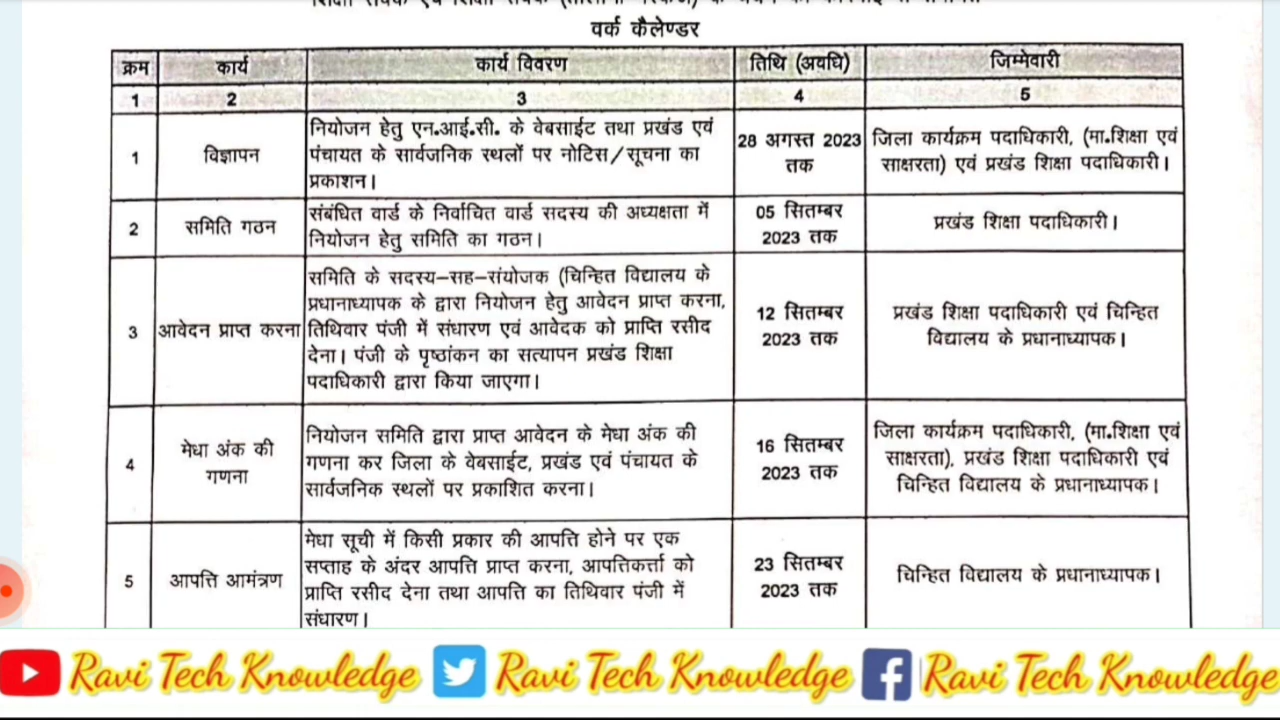 वर्क कैलेण्डर
क्रम कार्य कार्य विवरण तिथि (अवधि) जिम्मेवारी
1 2 3 4 5
1 विज्ञापन नियोजन हेतु एन.आई.सी. के वेबसाईट तथा प्रखंड एवं पंचायत के सार्वजनिक स्थलों पर नोटिस/सूचना का प्रकाशन। 28 अगस्त 2023 तक जिला कार्यक्रम पदाधिकारी, (मा.शिक्षा एवं साक्षरता) एवं प्रखंड शिक्षा पदाधिकारी।
2 समिति गठन संबंधित वार्ड के निर्वाचित वार्ड सदस्य की अध्यक्षता में नियोजन हेतु समिति का गठन। 05 सितम्बर 2023 तक प्रखंड शिक्षा पदाधिकारी।
3 आवेदन प्राप्त करना समिति के सदस्य–सह–संयोजक (चिन्हित विद्यालय के प्रधानाध्यापक के द्वारा नियोजन हेतु आवेदन प्राप्त करना, तिथिवार पंजी में संधारण एवं आवेदक को प्राप्ति रसीद देना। पंजी के पृष्ठांकन का सत्यापन प्रखंड शिक्षा पदाधिकारी द्वारा किया जाएगा। 12 सितम्बर 2023 तक प्रखंड शिक्षा पदाधिकारी एवं चिन्हित विद्यालय के प्रधानाध्यापक।
4 मेधा अंक की गणना नियोजन समिति द्वारा प्राप्त आवेदन के मेधा अंक की गणना कर जिला के वेबसाईट, प्रखंड एवं पंचायत के सार्वजनिक स्थलों पर प्रकाशित करना। 16 सितम्बर 2023 तक जिला कार्यक्रम पदाधिकारी, (मा.शिक्षा एवं साक्षरता), प्रखंड शिक्षा पदाधिकारी एवं चिन्हित विद्यालय के प्रधानाध्यापक।
5 आपत्ति आमंत्रण मेधा सूची में किसी प्रकार की आपत्ति होने पर एक सप्ताह के अंदर आपत्ति प्राप्त करना, आपत्तिकर्त्ता को प्राप्ति रसीद देना तथा आपत्ति का तिथिवार पंजी में संधारण। 23 सितम्बर 2023 तक चिन्हित विद्यालय के प्रधानाध्यापक।
Ravi Tech Knowledge Ravi Tech Knowledge Ravi Tech Knowledge